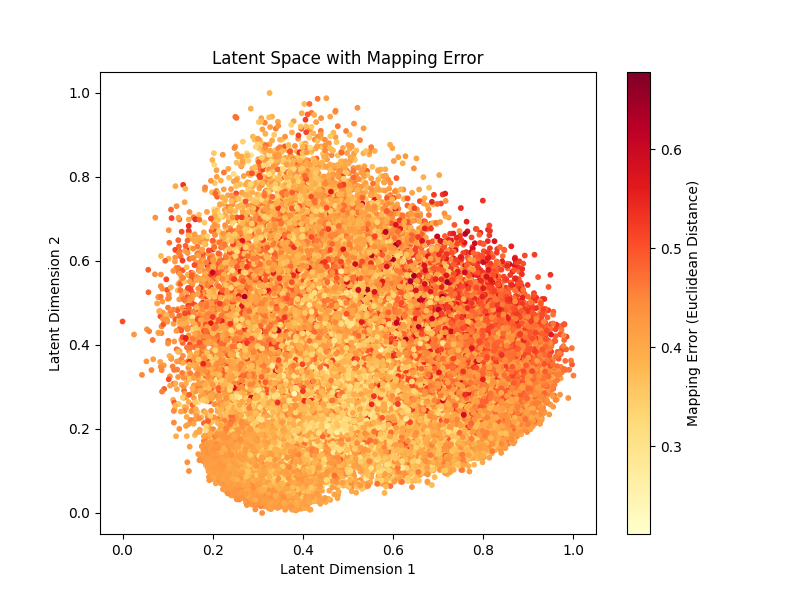 Latent Space with Mapping Error
1.0
0.8
0.6
0.4
0.2
0.0
Latent Dimension 2
0.0 0.2 0.4 0.6 0.8 1.0
Latent Dimension 1
0.6
0.5
0.4
0.3
Mapping Error (Euclidean Distance)